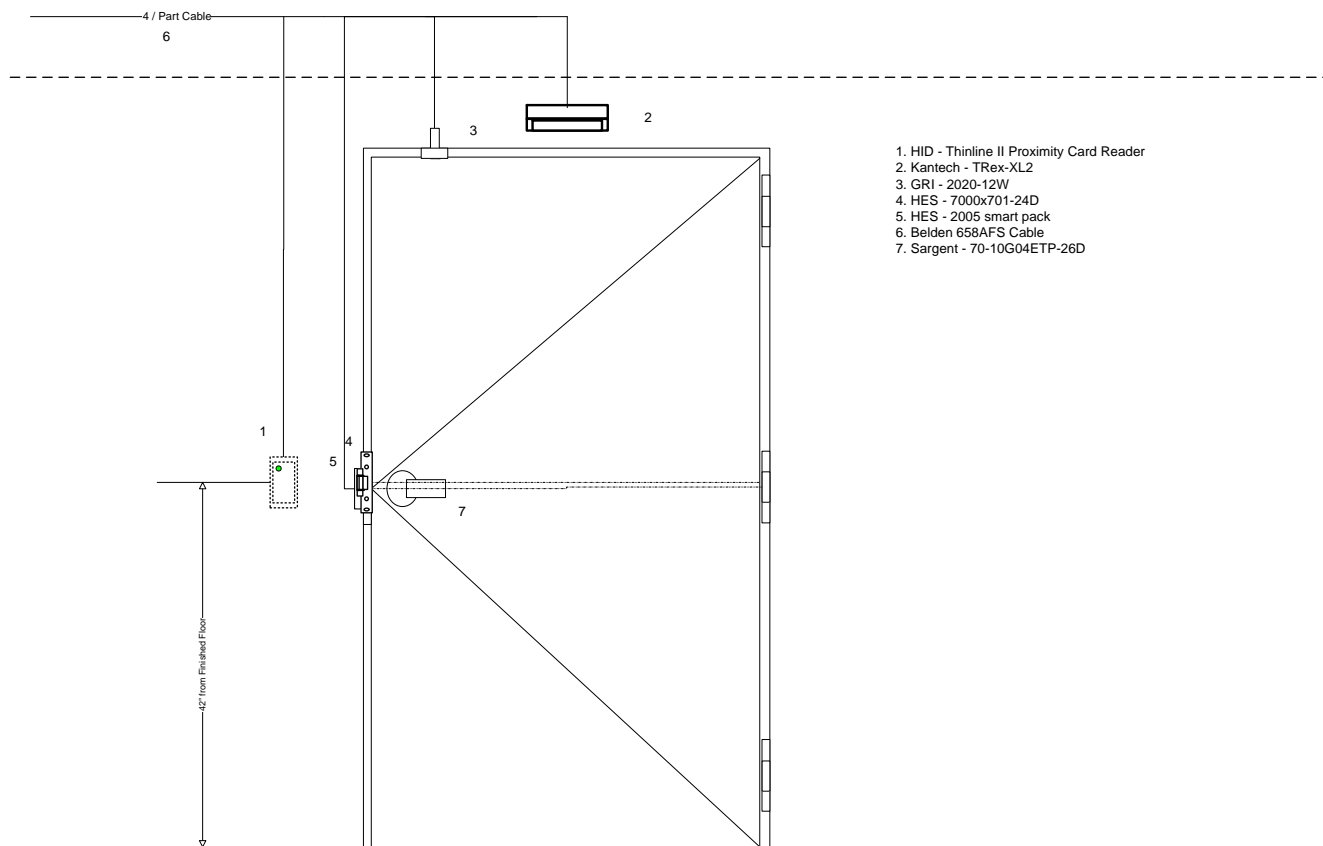 4 / Part Cable
6
2
3
1. HID - Thinline II Proximity Card Reader
2. Kantech - TRex-XL2
3. GRI - 2020-12W
4. HES - 7000x701-24D
5. HES - 2005 smart pack
6. Belden 658AFS Cable
7. Sargent - 70-10G04ETP-26D
1
4
5
7
42" from Finished Floor